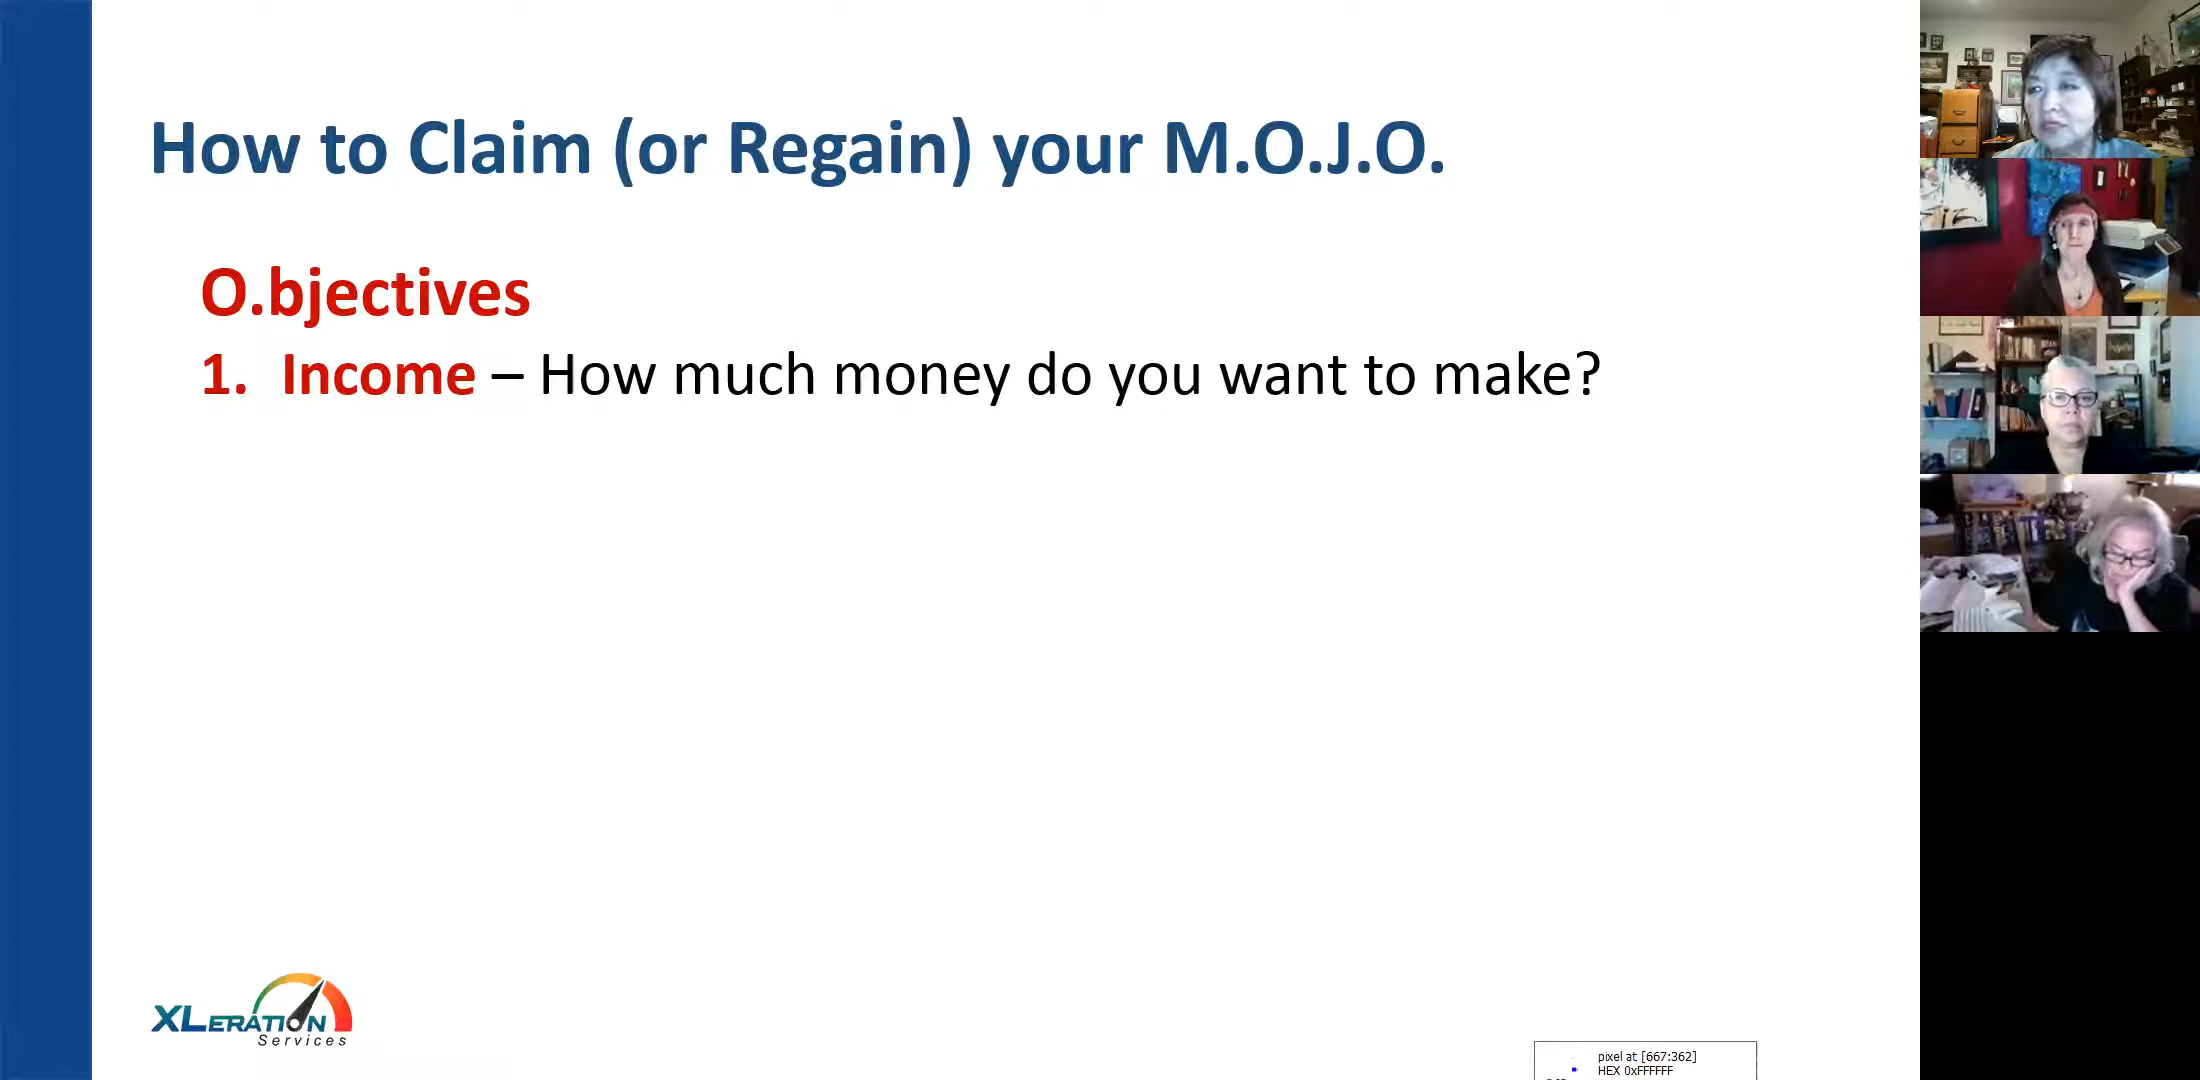 How to Claim (or Regain) your M.O.J.O.
O.bjectives
1. Income – How much money do you want to make?
XLERATION
Services
pixel at [667:362]
HEX 0xFFFFFF